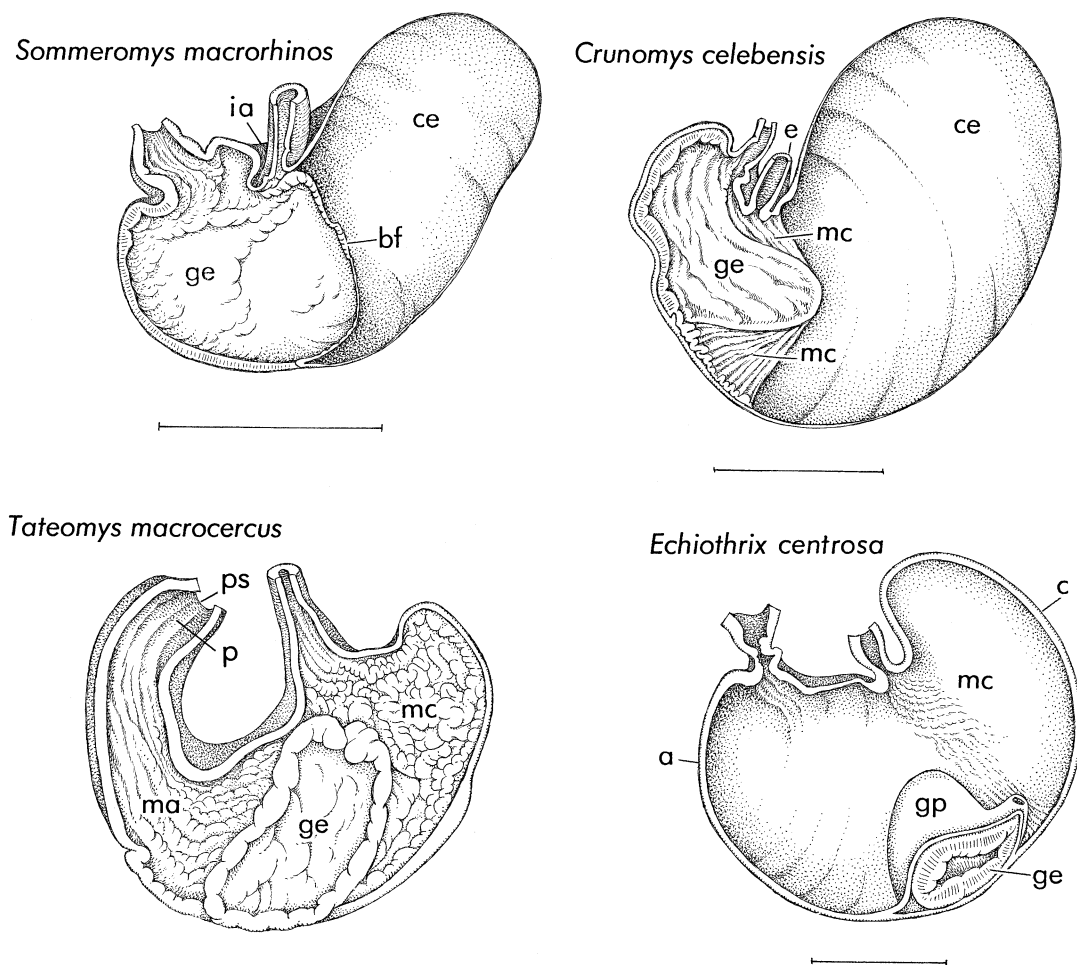 Sommeromys macrorhinos
ia
ce
bf
ge
Crunomys celebensis
e
ce
mc
ge
mc
Tateomys macrocercus
ps
p
mc
ma
ge
Echiothrix centrosa
c
mc
a
gp
ge